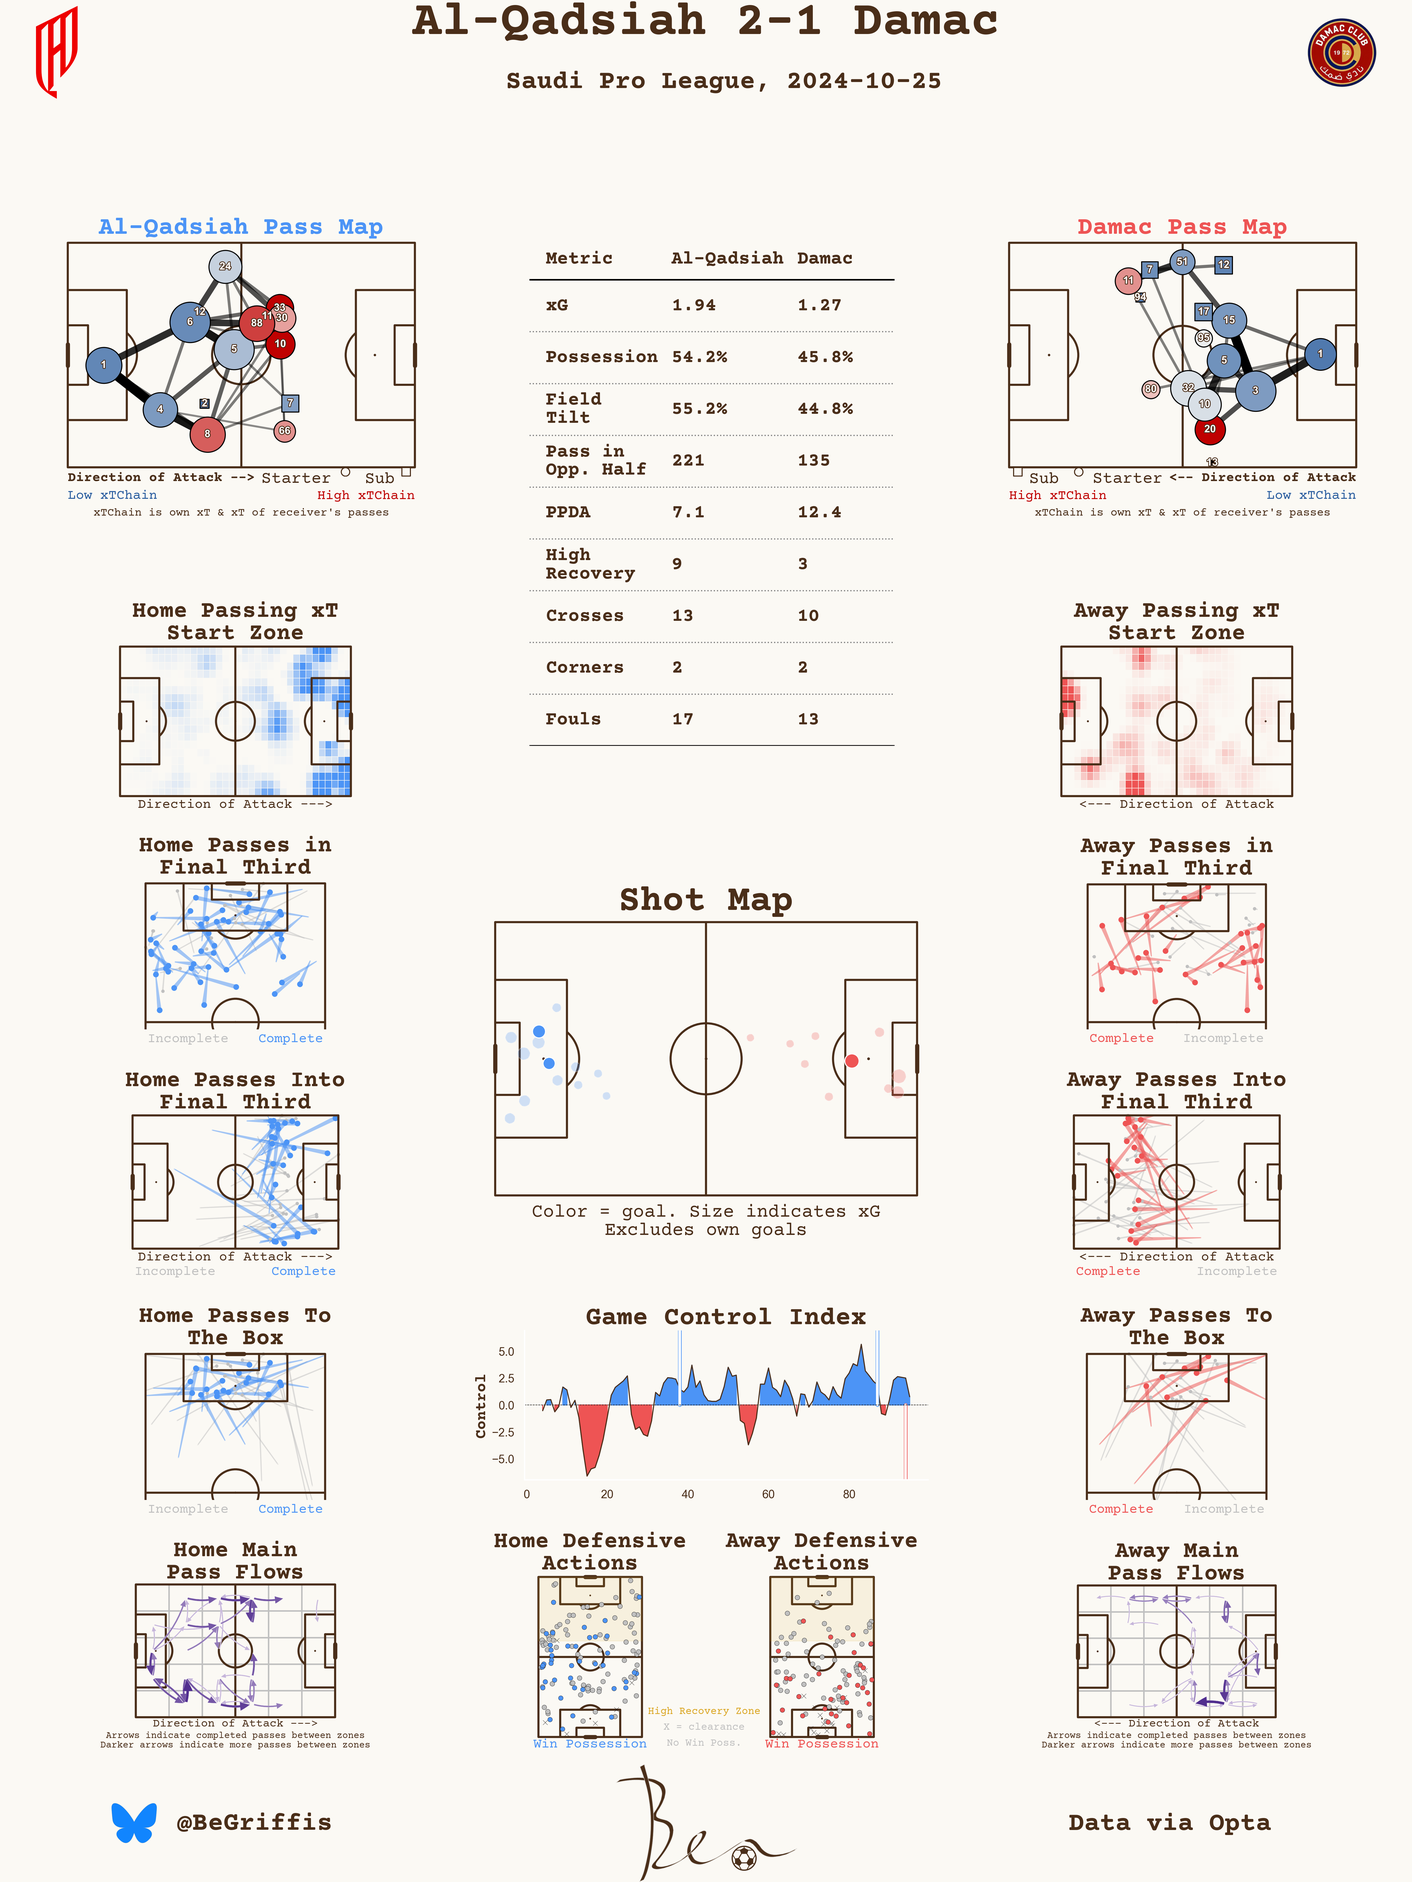 Al-Qadsiah 2-1 Damac
Saudi Pro League, 2024-10-25
DAMAC CLUB
19 72
نادي ضمك
Al-Qadsiah Pass Map
24
33
12
11
30
6
88
10
5
1
4
2
7
8
66
Direction of Attack --> Starter Sub
Low xTChain High xTChain
xTChain is own xT & xT of receiver's passes
Metric Al-Qadsiah Damac
xG 1.94 1.27
Possession 54.2% 45.8%
Field
Tilt 55.2% 44.8%
Pass in
Opp. Half 221 135
PPDA 7.1 12.4
High
Recovery 9 3
Crosses 13 10
Corners 2 2
Fouls 17 13
Damac Pass Map
51
12
7
11
94
17
15
95
5
1
80
32
3
10
20
13
Sub Starter <-- Direction of Attack
High xTChain Low xTChain
xTChain is own xT & xT of receiver's passes
Home Passing xT
Start Zone
Direction of Attack --->
Away Passing xT
Start Zone
<--- Direction of Attack
Home Passes in
Final Third
Incomplete Complete
Away Passes in
Final Third
Complete Incomplete
Shot Map
Color = goal. Size indicates xG
Excludes own goals
Home Passes Into
Final Third
Direction of Attack --->
Incomplete Complete
Away Passes Into
Final Third
<--- Direction of Attack
Complete Incomplete
Home Passes To
The Box
Incomplete Complete
Game Control Index
Control
5.0
2.5
0.0
−2.5
−5.0
0 20 40 60 80
Away Passes To
The Box
Complete Incomplete
Home Main
Pass Flows
Direction of Attack --->
Arrows indicate completed passes between zones
Darker arrows indicate more passes between zones
Home Defensive
Actions
Win Possession
Away Defensive
Actions
Win Possession
High Recovery Zone
X = clearance
No Win Poss.
Away Main
Pass Flows
<--- Direction of Attack
Arrows indicate completed passes between zones
Darker arrows indicate more passes between zones
@BeGriffis
Ben
Data via Opta